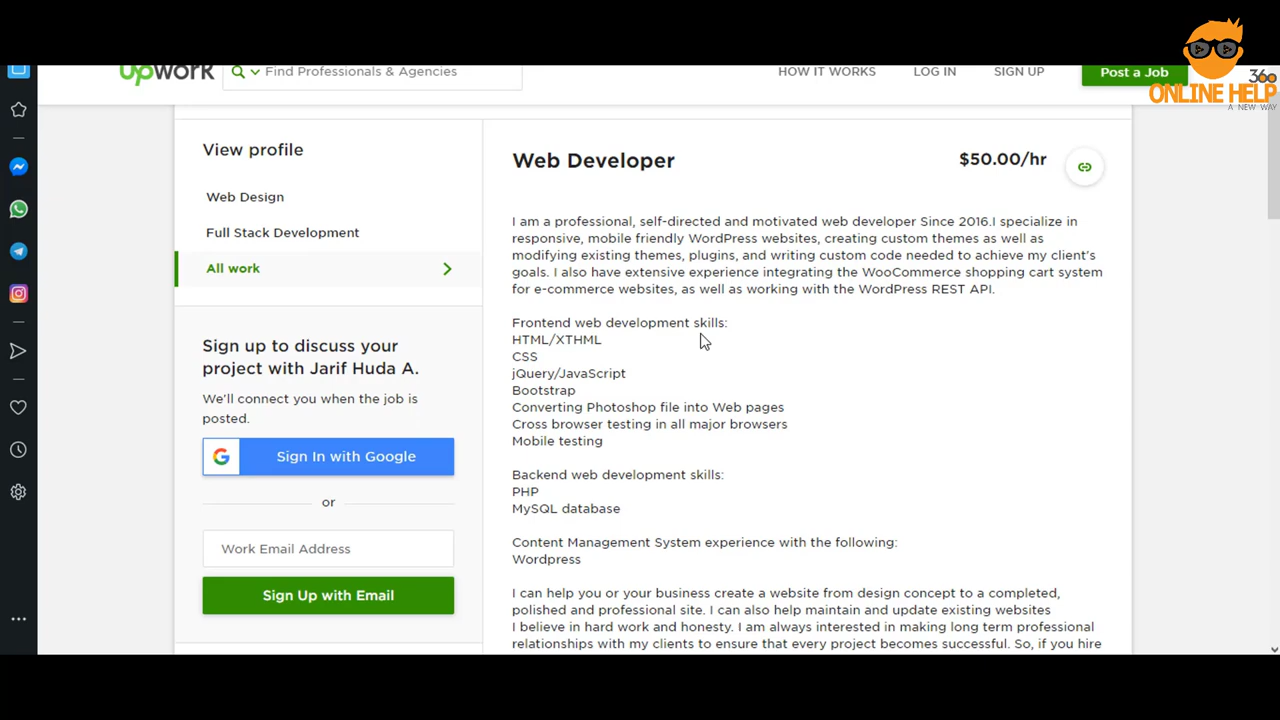 upwork
Find Professionals & Agencies
HOW IT WORKS
LOG IN
SIGN UP
Post a Job
360
ONLINE HELP
A NEW WAY
View profile
Web Design
Full Stack Development
All work
Sign up to discuss your
project with Jarif Huda A.
We'll connect you when the job is
posted.
G
Sign In with Google
or
Work Email Address
Sign Up with Email
Web Developer
$50.00/hr
I am a professional, self-directed and motivated web developer Since 2016.I specialize in
responsive, mobile friendly WordPress websites, creating custom themes as well as
modifying existing themes, plugins, and writing custom code needed to achieve my client's
goals. I also have extensive experience integrating the WooCommerce shopping cart system
for e-commerce websites, as well as working with the WordPress REST API.
Frontend web development skills:
HTML/XTHML
CSS
jQuery/JavaScript
Bootstrap
Converting Photoshop file into Web pages
Cross browser testing in all major browsers
Mobile testing
Backend web development skills:
PHP
MySQL database
Content Management System experience with the following:
Wordpress
I can help you or your business create a website from design concept to a completed,
polished and professional site. I can also help maintain and update existing websites
I believe in hard work and honesty. I am always interested in making long term professional
relationships with my clients to ensure that every project becomes successful. So, if you hire